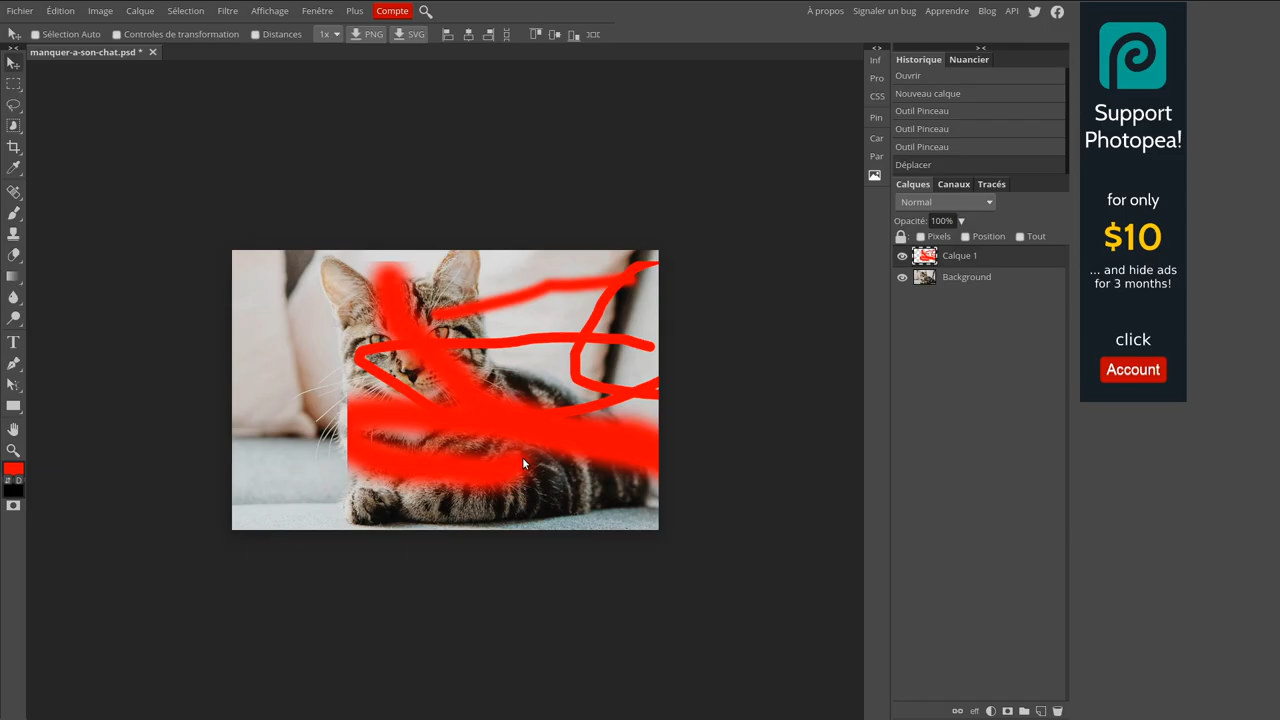 Fichier Édition Image Calque Sélection Filtre Affichage Fenêtre Plus Compte À propos Signaler un bug Apprendre Blog API
Sélection Auto Controles de transformation Distances 1x PNG SVG
manquer-a-son-chat.psd *
Inf
Pro
CSS
Pin
Car
Par
Historique Nuancier
Ouvrir
Nouveau calque
Outil Pinceau
Outil Pinceau
Outil Pinceau
Déplacer
Calques Canaux Tracés
Normal
Opacité: 100%
Pixels Position Tout
Calque 1
Background
eff
Support
Photopea!
for only
$10
... and hide ads
for 3 months!
click
Account